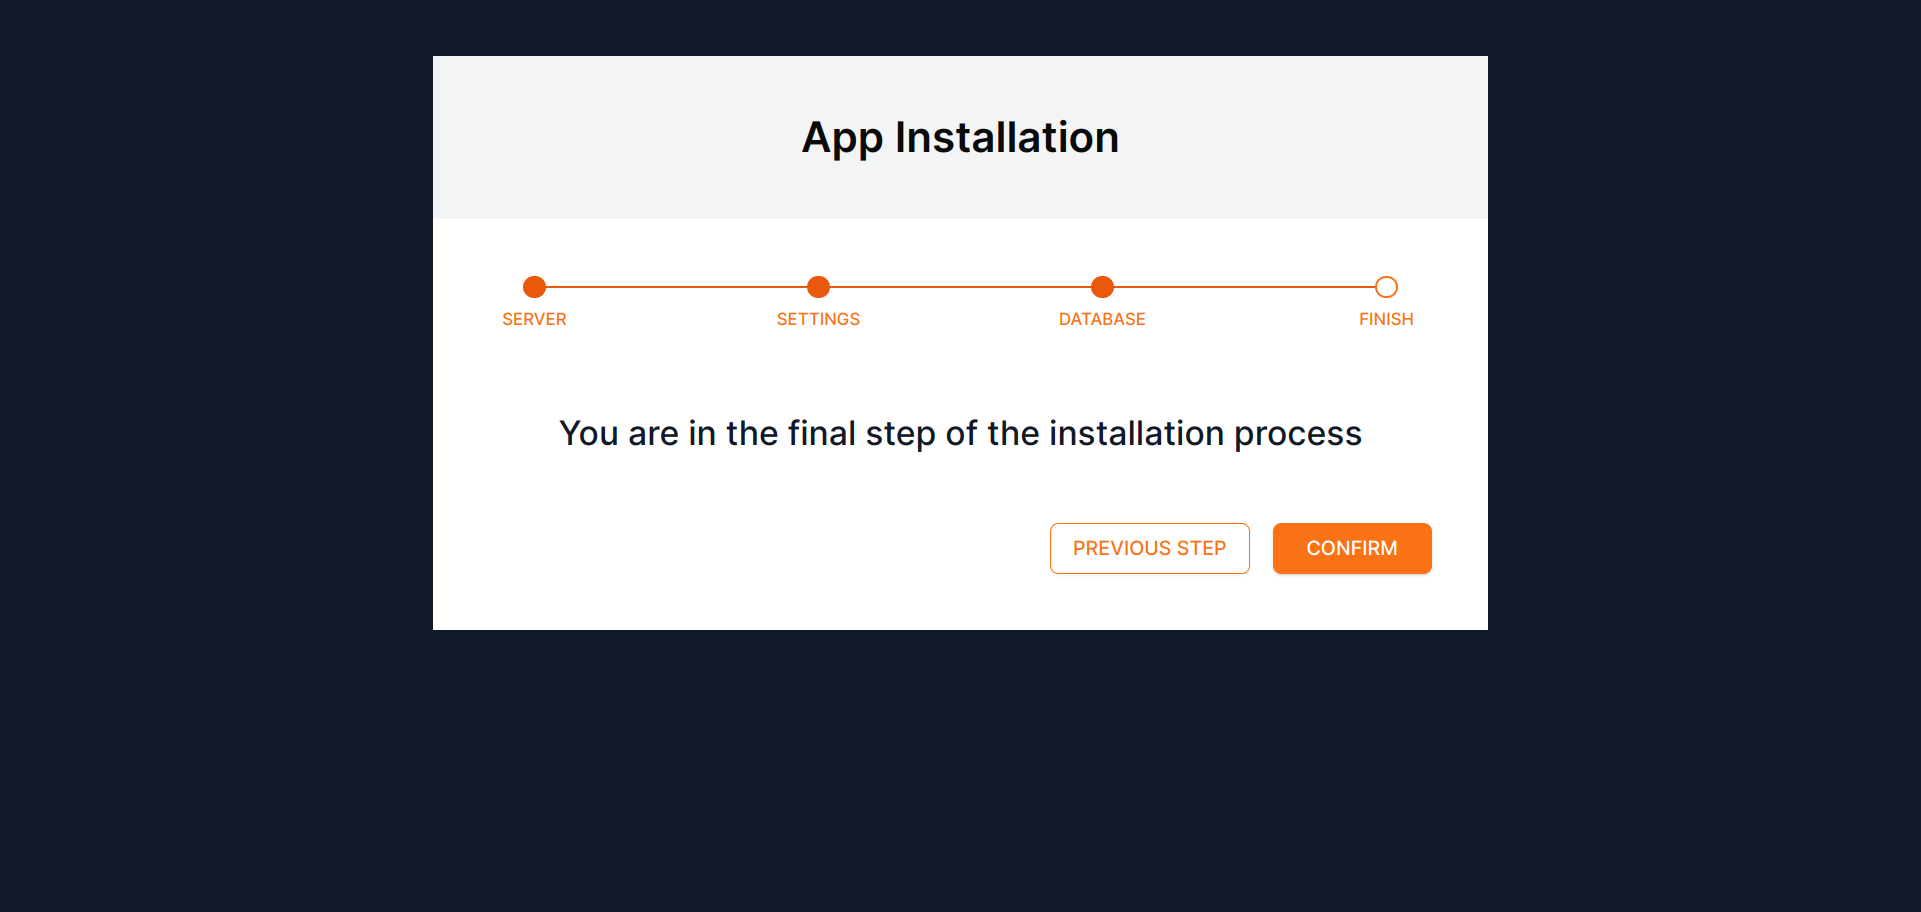 App Installation
SERVER SETTINGS DATABASE FINISH
You are in the final step of the installation process
PREVIOUS STEP CONFIRM